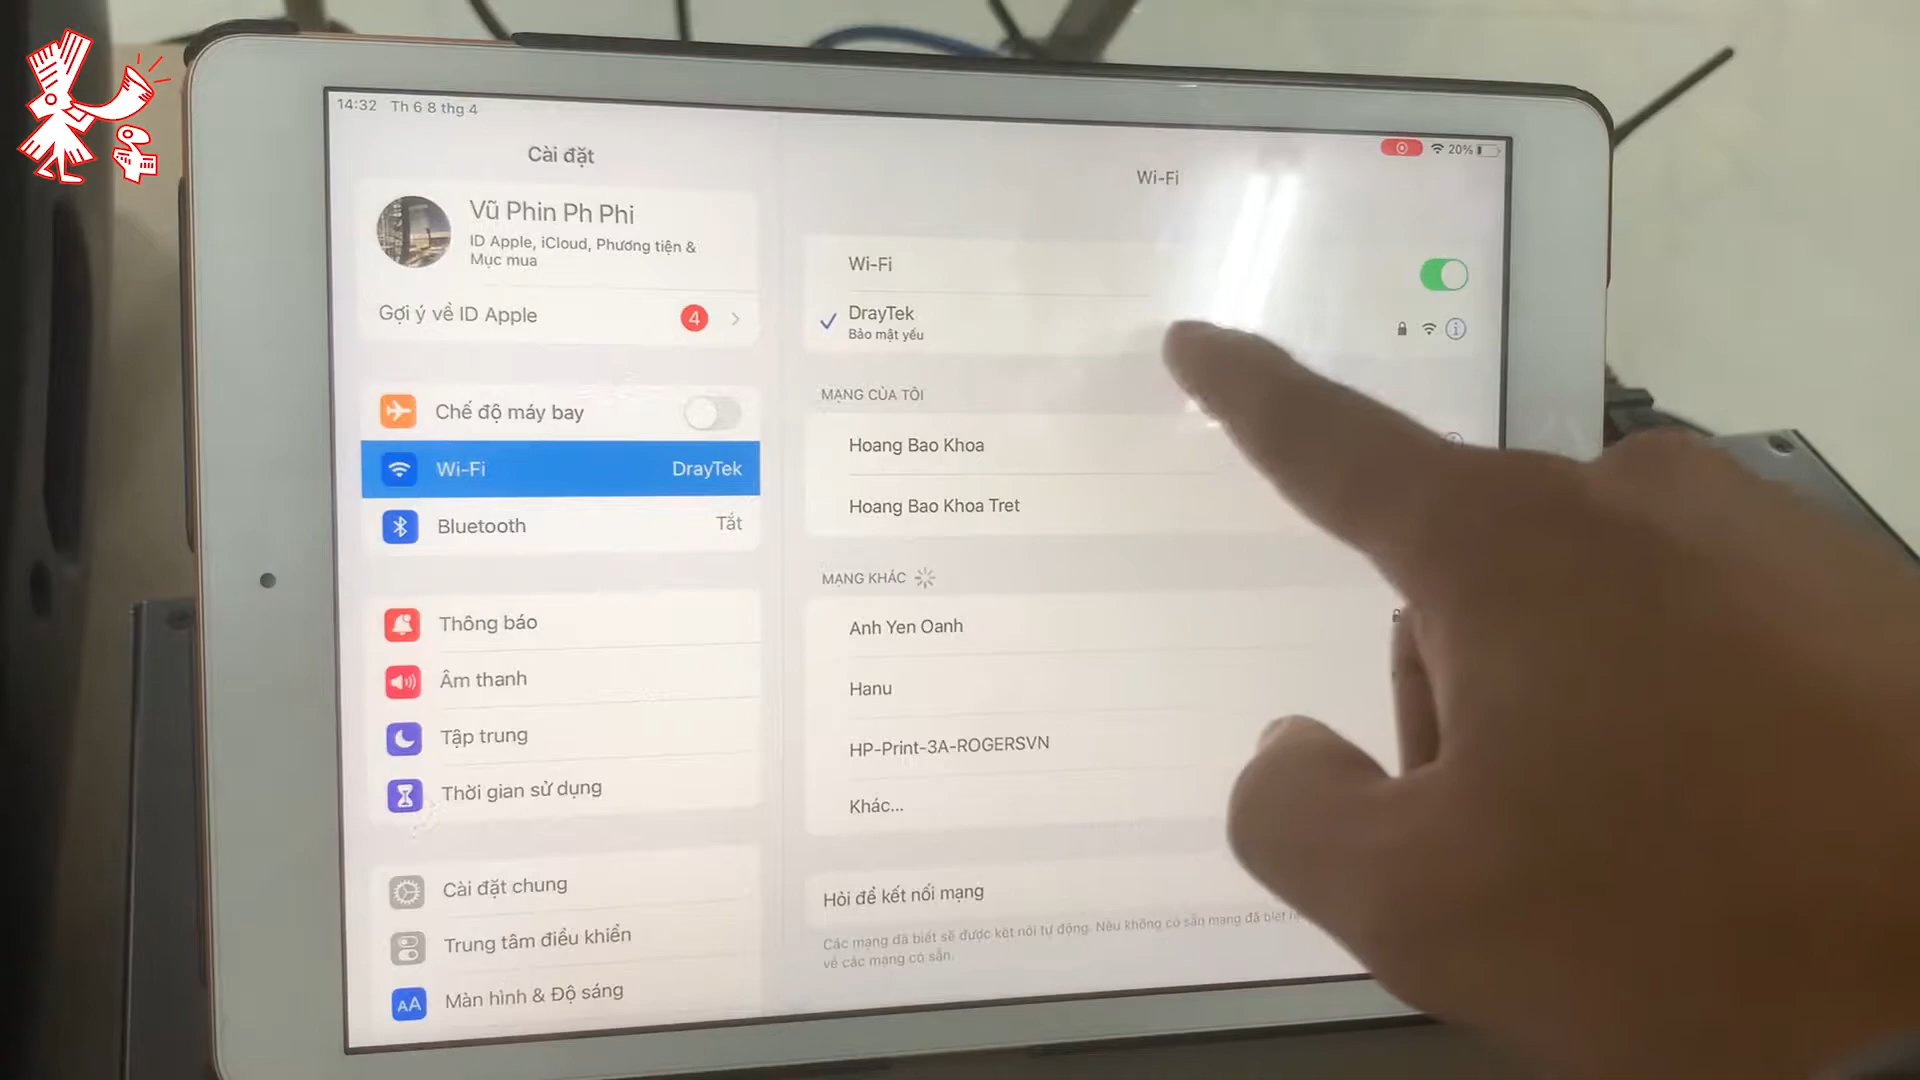 14:32 Th 6 8 thg 4
20%
Cài đặt
Vũ Phin Ph Phi
ID Apple, iCloud, Phương tiện &
Mục mua
Gợi ý về ID Apple 4
Chế độ máy bay
Wi-Fi DrayTek
Bluetooth Tắt
Thông báo
Âm thanh
Tập trung
Thời gian sử dụng
Cài đặt chung
Trung tâm điều khiển
AA Màn hình & Độ sáng
Wi-Fi
Wi-Fi
DrayTek
Bảo mật yếu
MẠNG CỦA TÔI
Hoang Bao Khoa
Hoang Bao Khoa Tret
MẠNG KHÁC
Anh Yen Oanh
Hanu
HP-Print-3A-ROGERSVN
Khác...
Hỏi để kết nối mạng
Các mạng đã biết sẽ được kết nối tự động. Nếu không có sẵn mạng đã biết
về các mạng có sẵn.